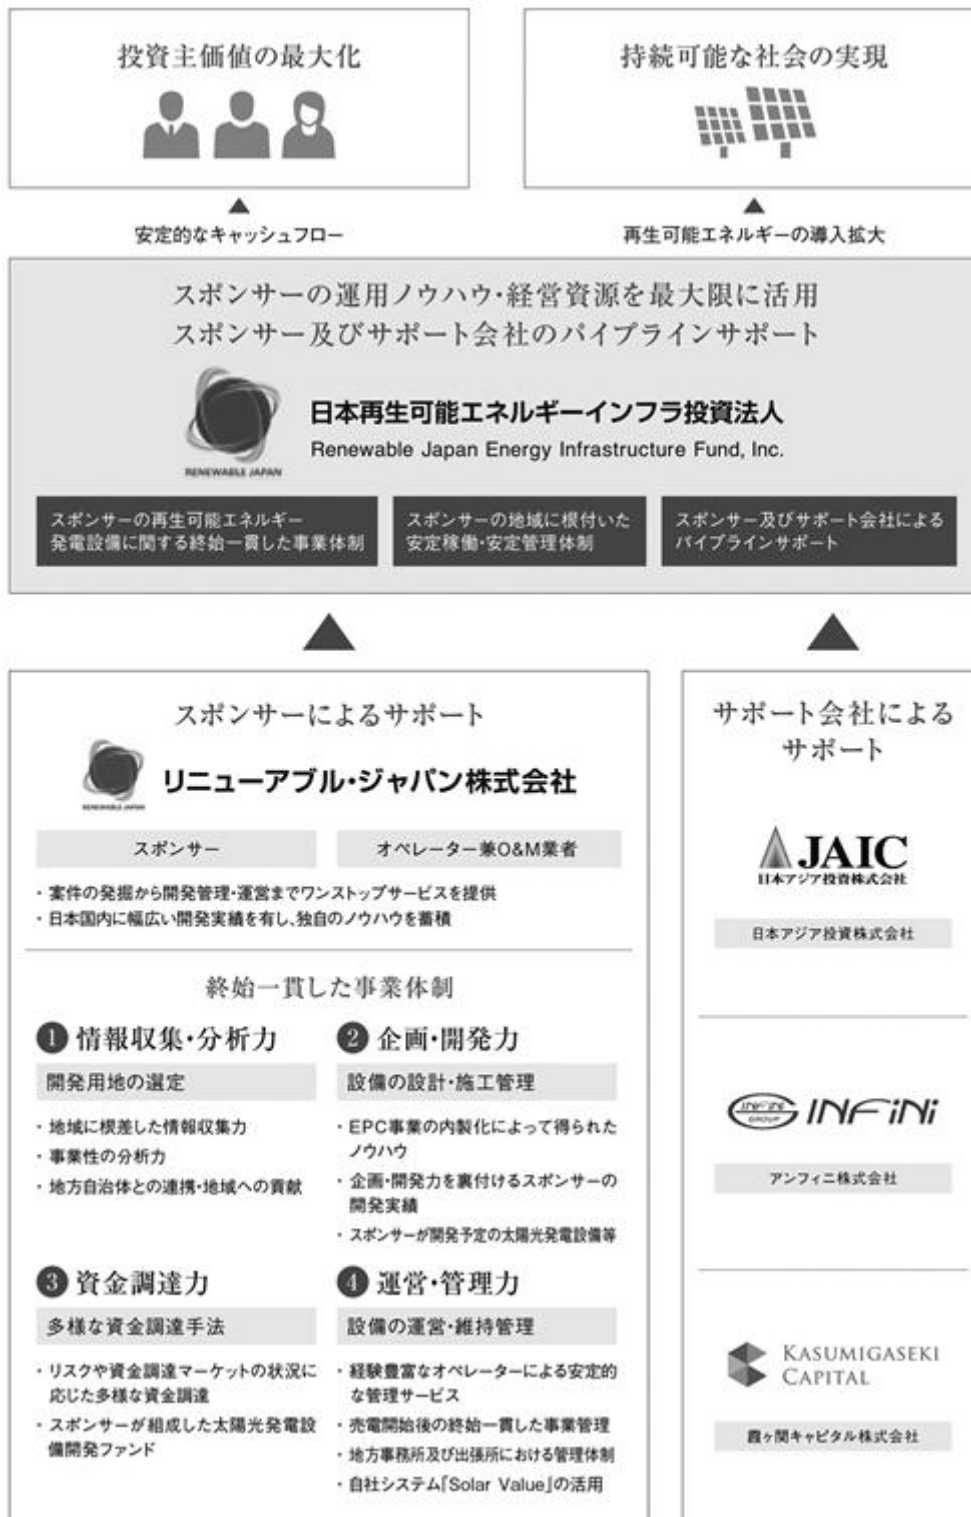 投資主価値の最大化
持続可能な社会の実現
安定的なキャッシュフロー
再生可能エネルギーの導入拡大
スポンサーの運用ノウハウ・経営資源を最大限に活用
スポンサー及びサポート会社のパイプラインサポート
RENEWABLE JAPAN
日本再生可能エネルギーインフラ投資法人
Renewable Japan Energy Infrastructure Fund, Inc.
スポンサーの再生可能エネルギー
発電設備に関する終始一貫した事業体制
スポンサーの地域に根付いた
安定稼働・安定管理体制
スポンサー及びサポート会社による
パイプラインサポート
スポンサーによるサポート
RENEWABLE JAPAN
リニューアブル・ジャパン株式会社
スポンサー
オペレーター兼O&M業者
・案件の発掘から開発管理・運営までワンストップサービスを提供
・日本国内に幅広い開発実績を有し、独自のノウハウを蓄積
終始一貫した事業体制
❶ 情報収集・分析力
開発用地の選定
・地域に根差した情報収集力
・事業性の分析力
・地方自治体との連携・地域への貢献
❷ 企画・開発力
設備の設計・施工管理
・EPC事業の内製化によって得られた
ノウハウ
・企画・開発力を裏付けるスポンサーの
開発実績
・スポンサーが開発予定の太陽光発電設備等
❸ 資金調達力
多様な資金調達手法
・リスクや資金調達マーケットの状況に
応じた多様な資金調達
・スポンサーが組成した太陽光発電設
備開発ファンド
❹ 運営・管理力
設備の運営・維持管理
・経験豊富なオペレーターによる安定的
な管理サービス
・売電開始後の終始一貫した事業管理
・地方事務所及び出張所における管理体制
・自社システム「Solar Value」の活用
サポート会社による
サポート
JAIC
日本アジア投資株式会社
日本アジア投資株式会社
INFINI
GROUP
INFINI
アンフィニ株式会社
KASUMIGASEKI
CAPITAL
霞ヶ関キャピタル株式会社